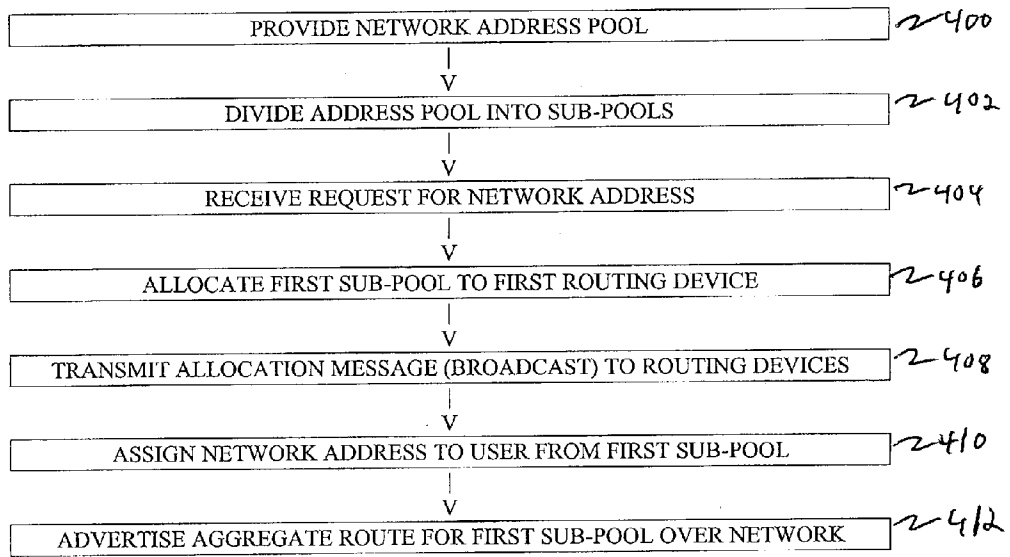 PROVIDE NETWORK ADDRESS POOL 400
V
DIVIDE ADDRESS POOL INTO SUB-POOLS 402
V
RECEIVE REQUEST FOR NETWORK ADDRESS 404
V
ALLOCATE FIRST SUB-POOL TO FIRST ROUTING DEVICE 406
V
TRANSMIT ALLOCATION MESSAGE (BROADCAST) TO ROUTING DEVICES 408
V
ASSIGN NETWORK ADDRESS TO USER FROM FIRST SUB-POOL 410
V
ADVERTISE AGGREGATE ROUTE FOR FIRST SUB-POOL OVER NETWORK 412